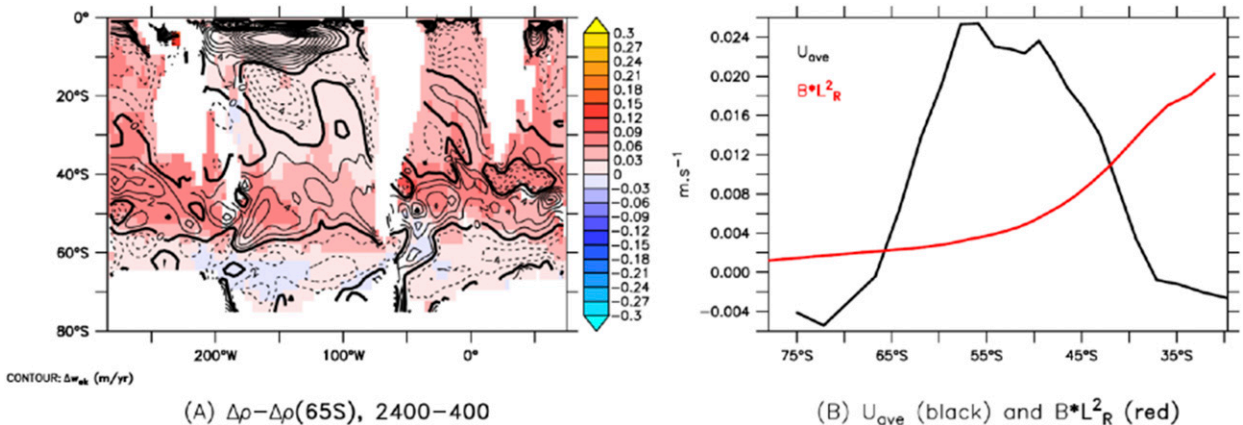 0°
20°S
40°S
60°S
80°S
200°W
100°W
0°
0.3
0.27
0.24
0.18
0.15
0.12
0.09
0.06
0.03
0
−0.03
−0.06
−0.09
−0.12
−0.15
−0.18
−0.21
−0.24
−0.27
−0.3
CONTOUR: Δw_ek (m/yr)
(A) Δρ−Δρ(65S), 2400−400
m.s⁻¹
0.024
0.020
0.016
0.012
0.008
0.004
0.000
−0.004
U_ave
B*L²_R
75°S
65°S
55°S
45°S
35°S
(B) U_ave (black) and B*L²_R (red)